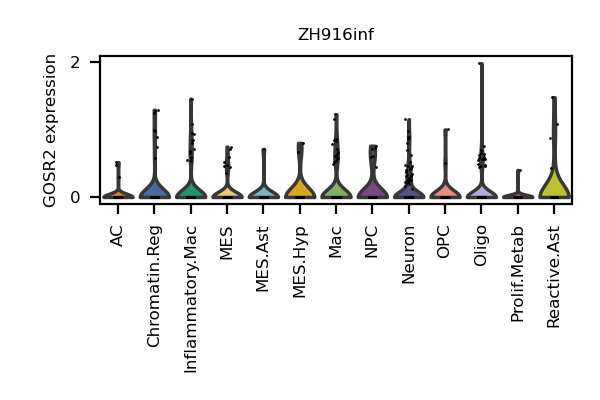 ZH916inf
GOSR2 expression
2
0
AC
Chromatin.Reg
Inflammatory.Mac
MES
MES.Ast
MES.Hyp
Mac
NPC
Neuron
OPC
Oligo
Prolif.Metab
Reactive.Ast